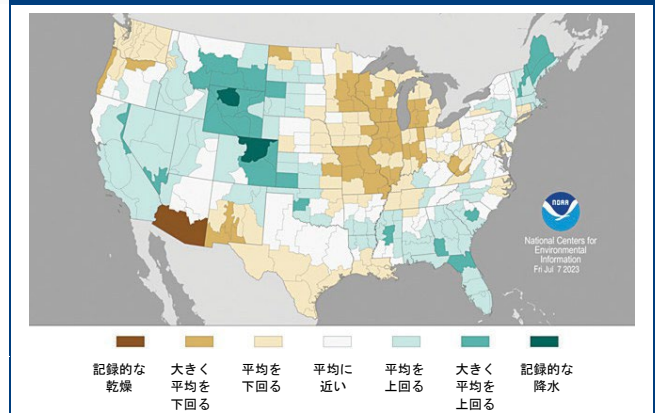 NOAA
National Centers for
Environmental
Information
Fri Jul 7 2023
記録的な
乾燥
大きく
平均を
下回る
平均を
下回る
平均に
近い
平均を
上回る
大きく
平均を
上回る
記録的な
降水